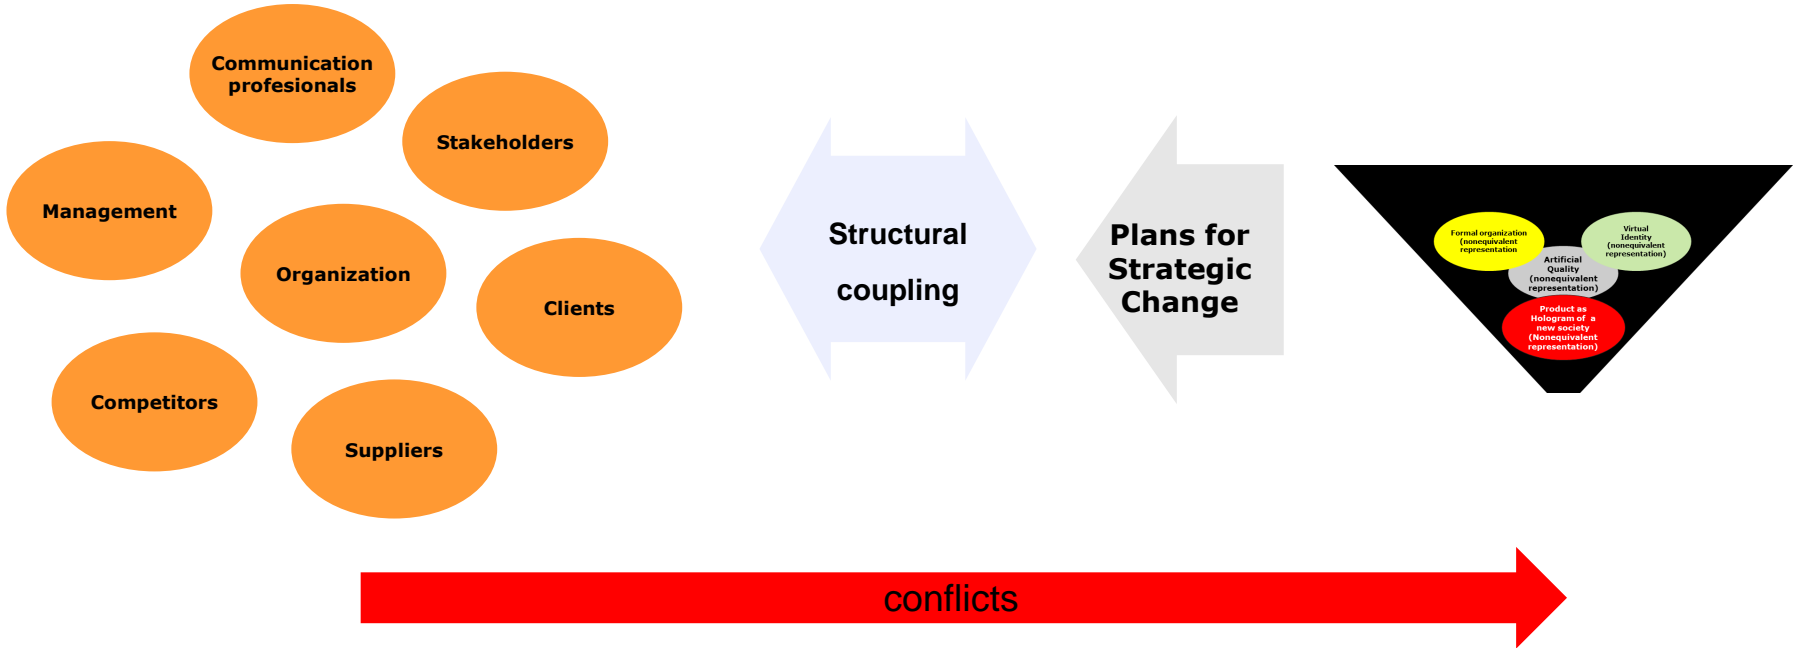 Communication
profesionals
Stakeholders
Management
Organization
Clients
Competitors
Suppliers
Structural
coupling
Plans for
Strategic
Change
Formal organization
(nonequivalent
representation
Virtual
Identity
(nonequivalent
representation)
Artificial
Quality
(nonequivalent
representation)
Product as
Hologram of a
new society
(Nonequivalent
representation)
conflicts